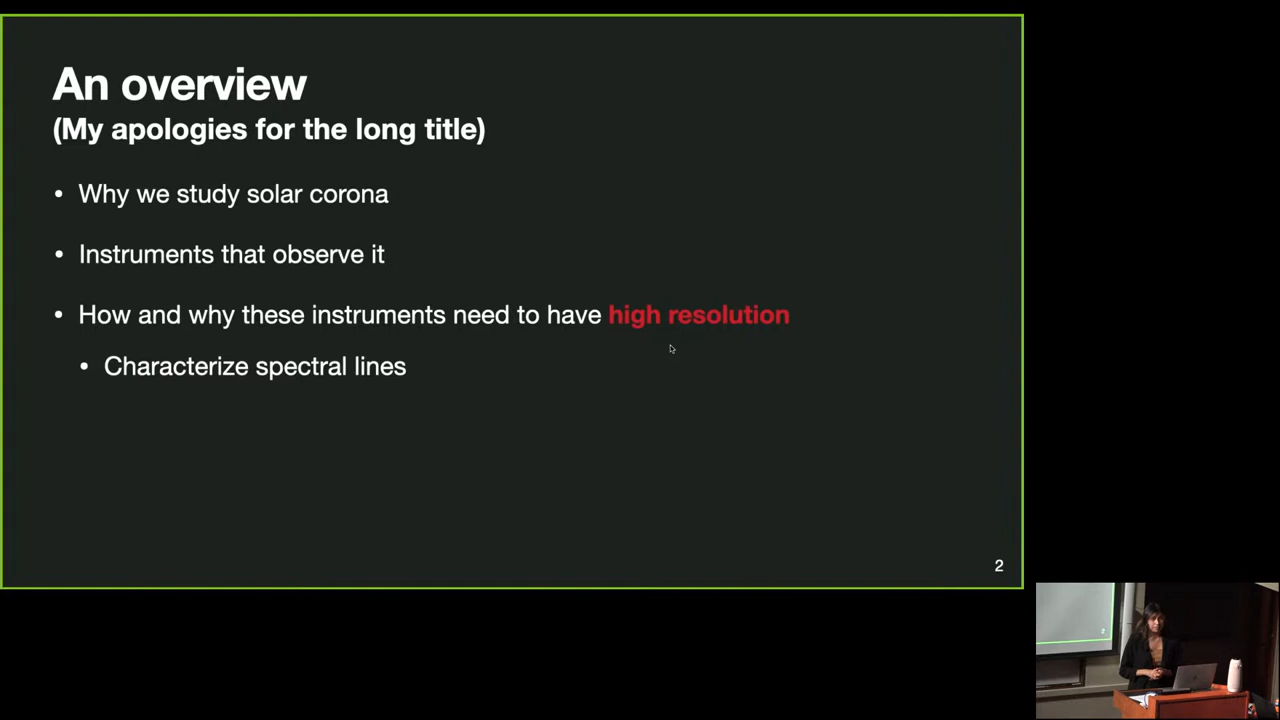 An overview
(My apologies for the long title)
• Why we study solar corona
• Instruments that observe it
• How and why these instruments need to have high resolution
• Characterize spectral lines
2